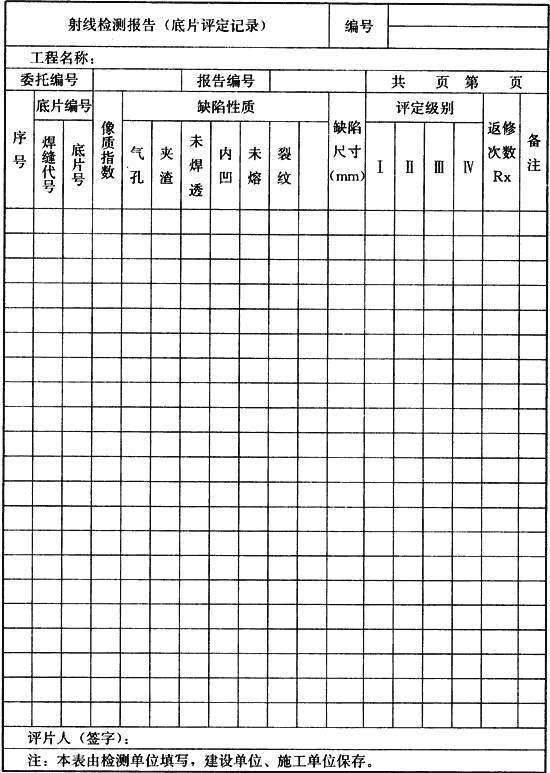 射线检测报告（底片评定记录） 编号
工程名称：
委托编号 报告编号 共 页 第 页
序号 底片编号 像质指数 缺陷性质 缺陷尺寸(mm) 评定级别 返修次数Rx 备注
焊缝代号 底片号 气孔 夹渣 未焊透 内凹 未熔 裂纹 Ⅰ Ⅱ Ⅲ Ⅳ
评片人（签字）：
注：本表由检测单位填写，建设单位、施工单位保存。